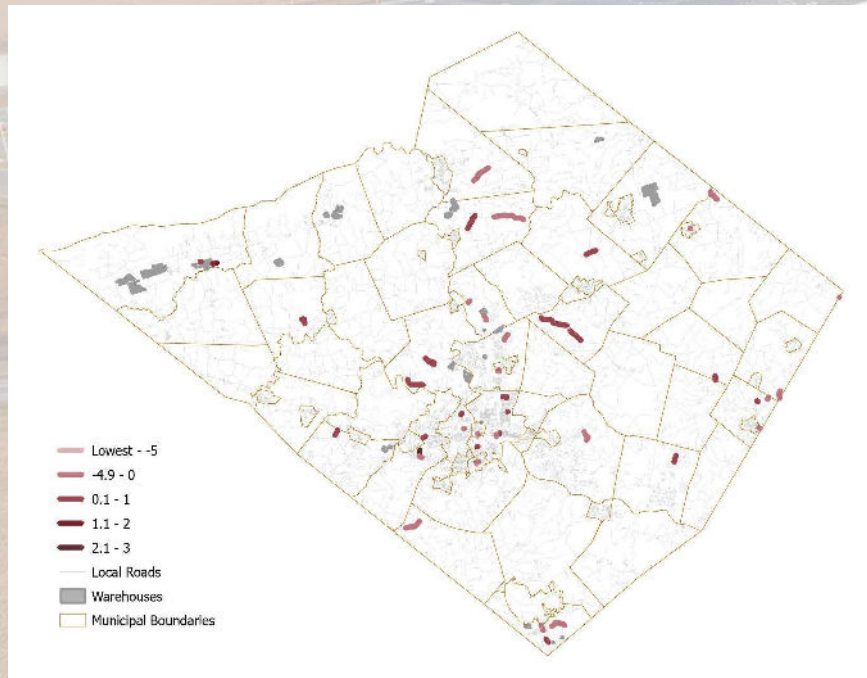 Lowest - -5
-4.9 - 0
0.1 - 1
1.1 - 2
2.1 - 3
Local Roads
Warehouses
Municipal Boundaries